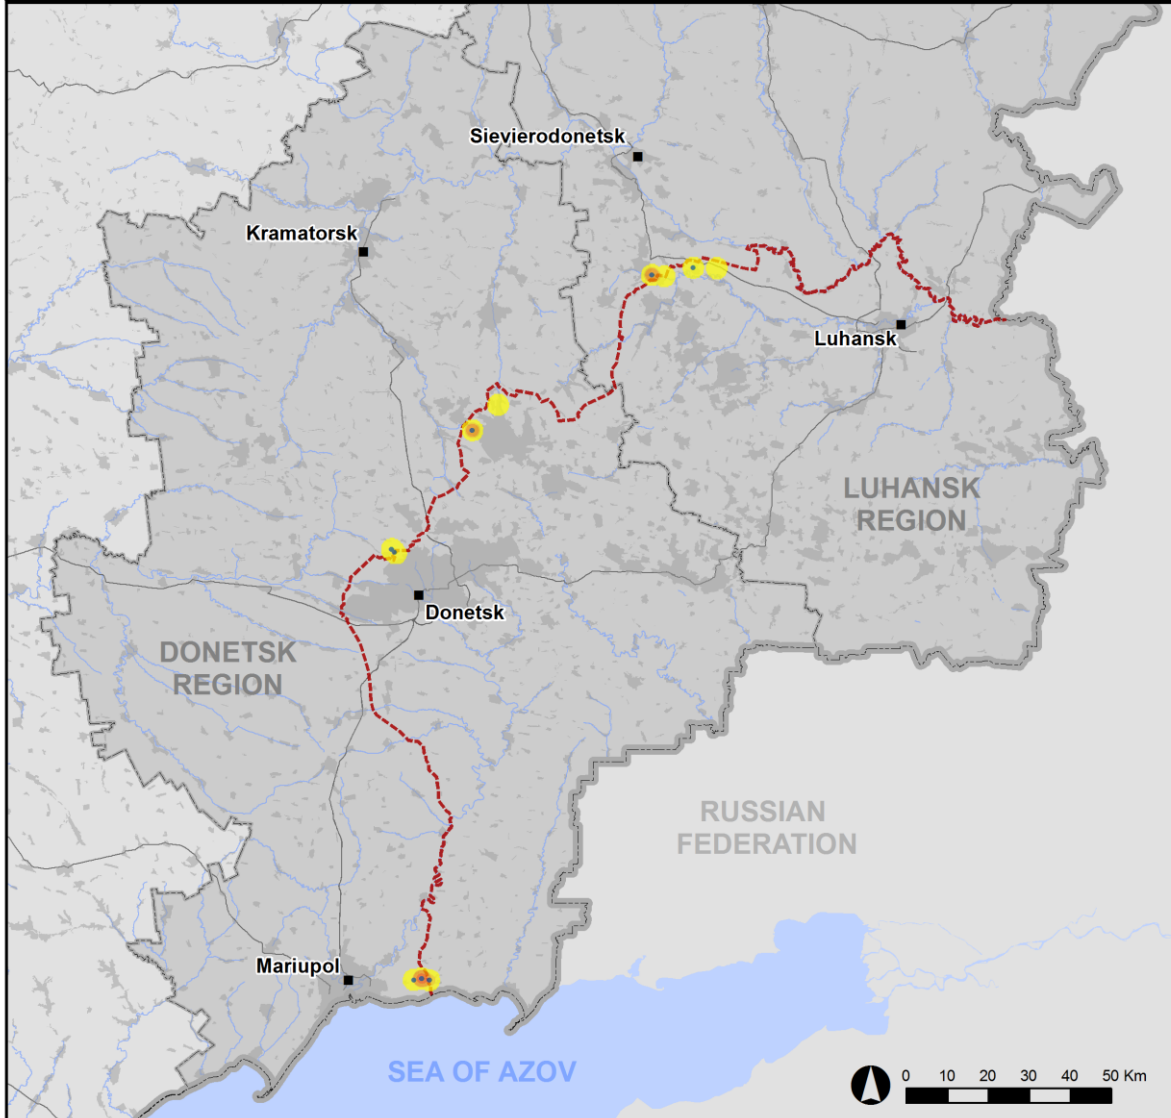 Sievierodonetsk
Kramatorsk
Luhansk
LUHANSK
REGION
Donetsk
DONETSK
REGION
RUSSIAN
FEDERATION
Mariupol
SEA OF AZOV
0 10 20 30 40 50 Km